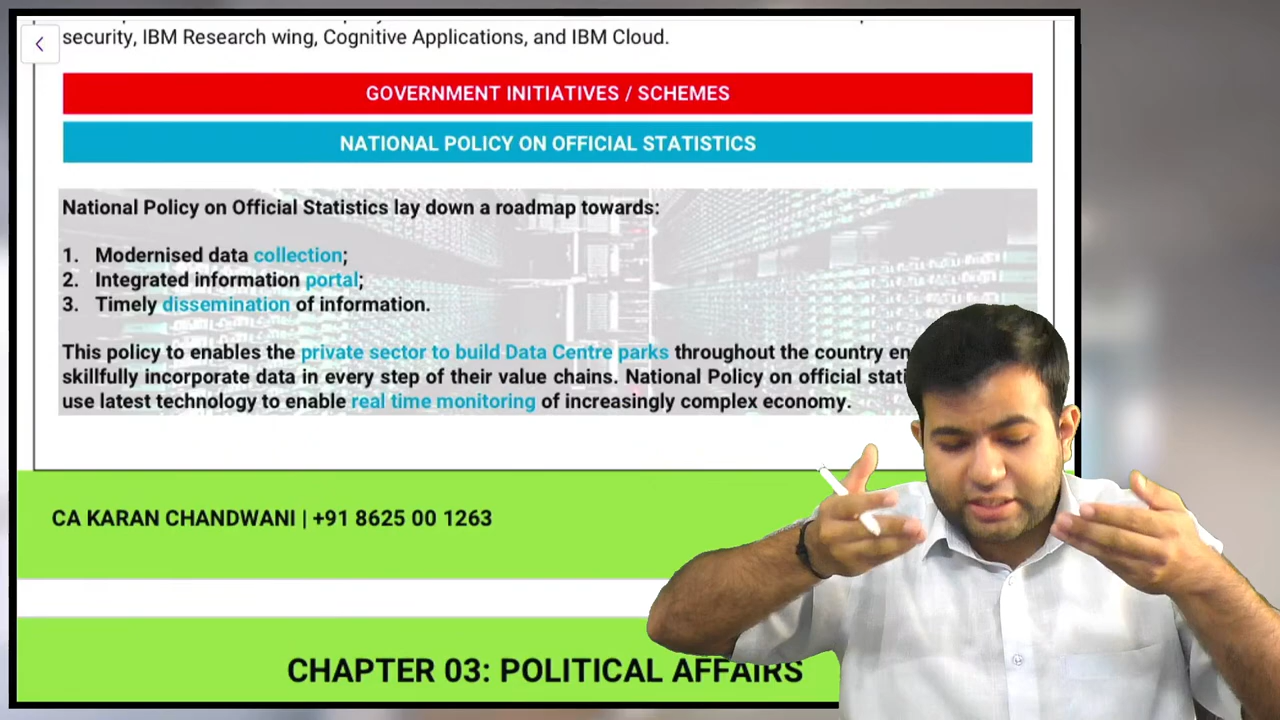 security, IBM Research wing, Cognitive Applications, and IBM Cloud.
GOVERNMENT INITIATIVES / SCHEMES
NATIONAL POLICY ON OFFICIAL STATISTICS
National Policy on Official Statistics lay down a roadmap towards:
1. Modernised data collection;
2. Integrated information portal;
3. Timely dissemination of information.
This policy to enables the private sector to build Data Centre parks throughout the country
skillfully incorporate data in every step of their value chains. National Policy on official
use latest technology to enable real time monitoring of increasingly complex economy.
CA KARAN CHANDWANI | +91 8625 00 1263
CHAPTER 03: POLITICAL AFFAIRS